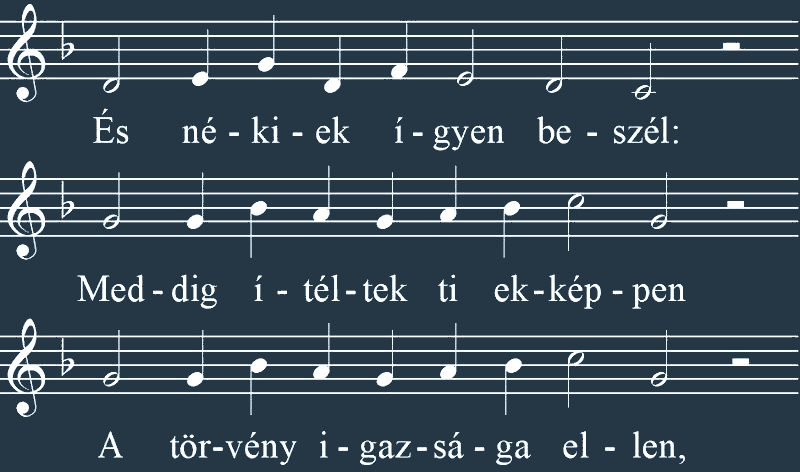 És né - ki - ek í - gyen be - szél:
Med - dig í - tél - tek ti ek - kép - pen
A tör - vény i - gaz - sá - ga el - len,